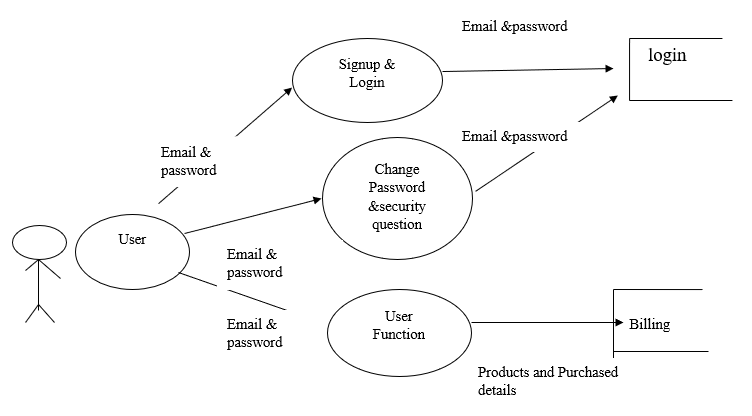 Email &password
Signup &
Login
login
Email &
password
Email &password
Change
Password
&security
question
User
Email &
password
Email &
password
User
Function
Billing
Products and Purchased
details